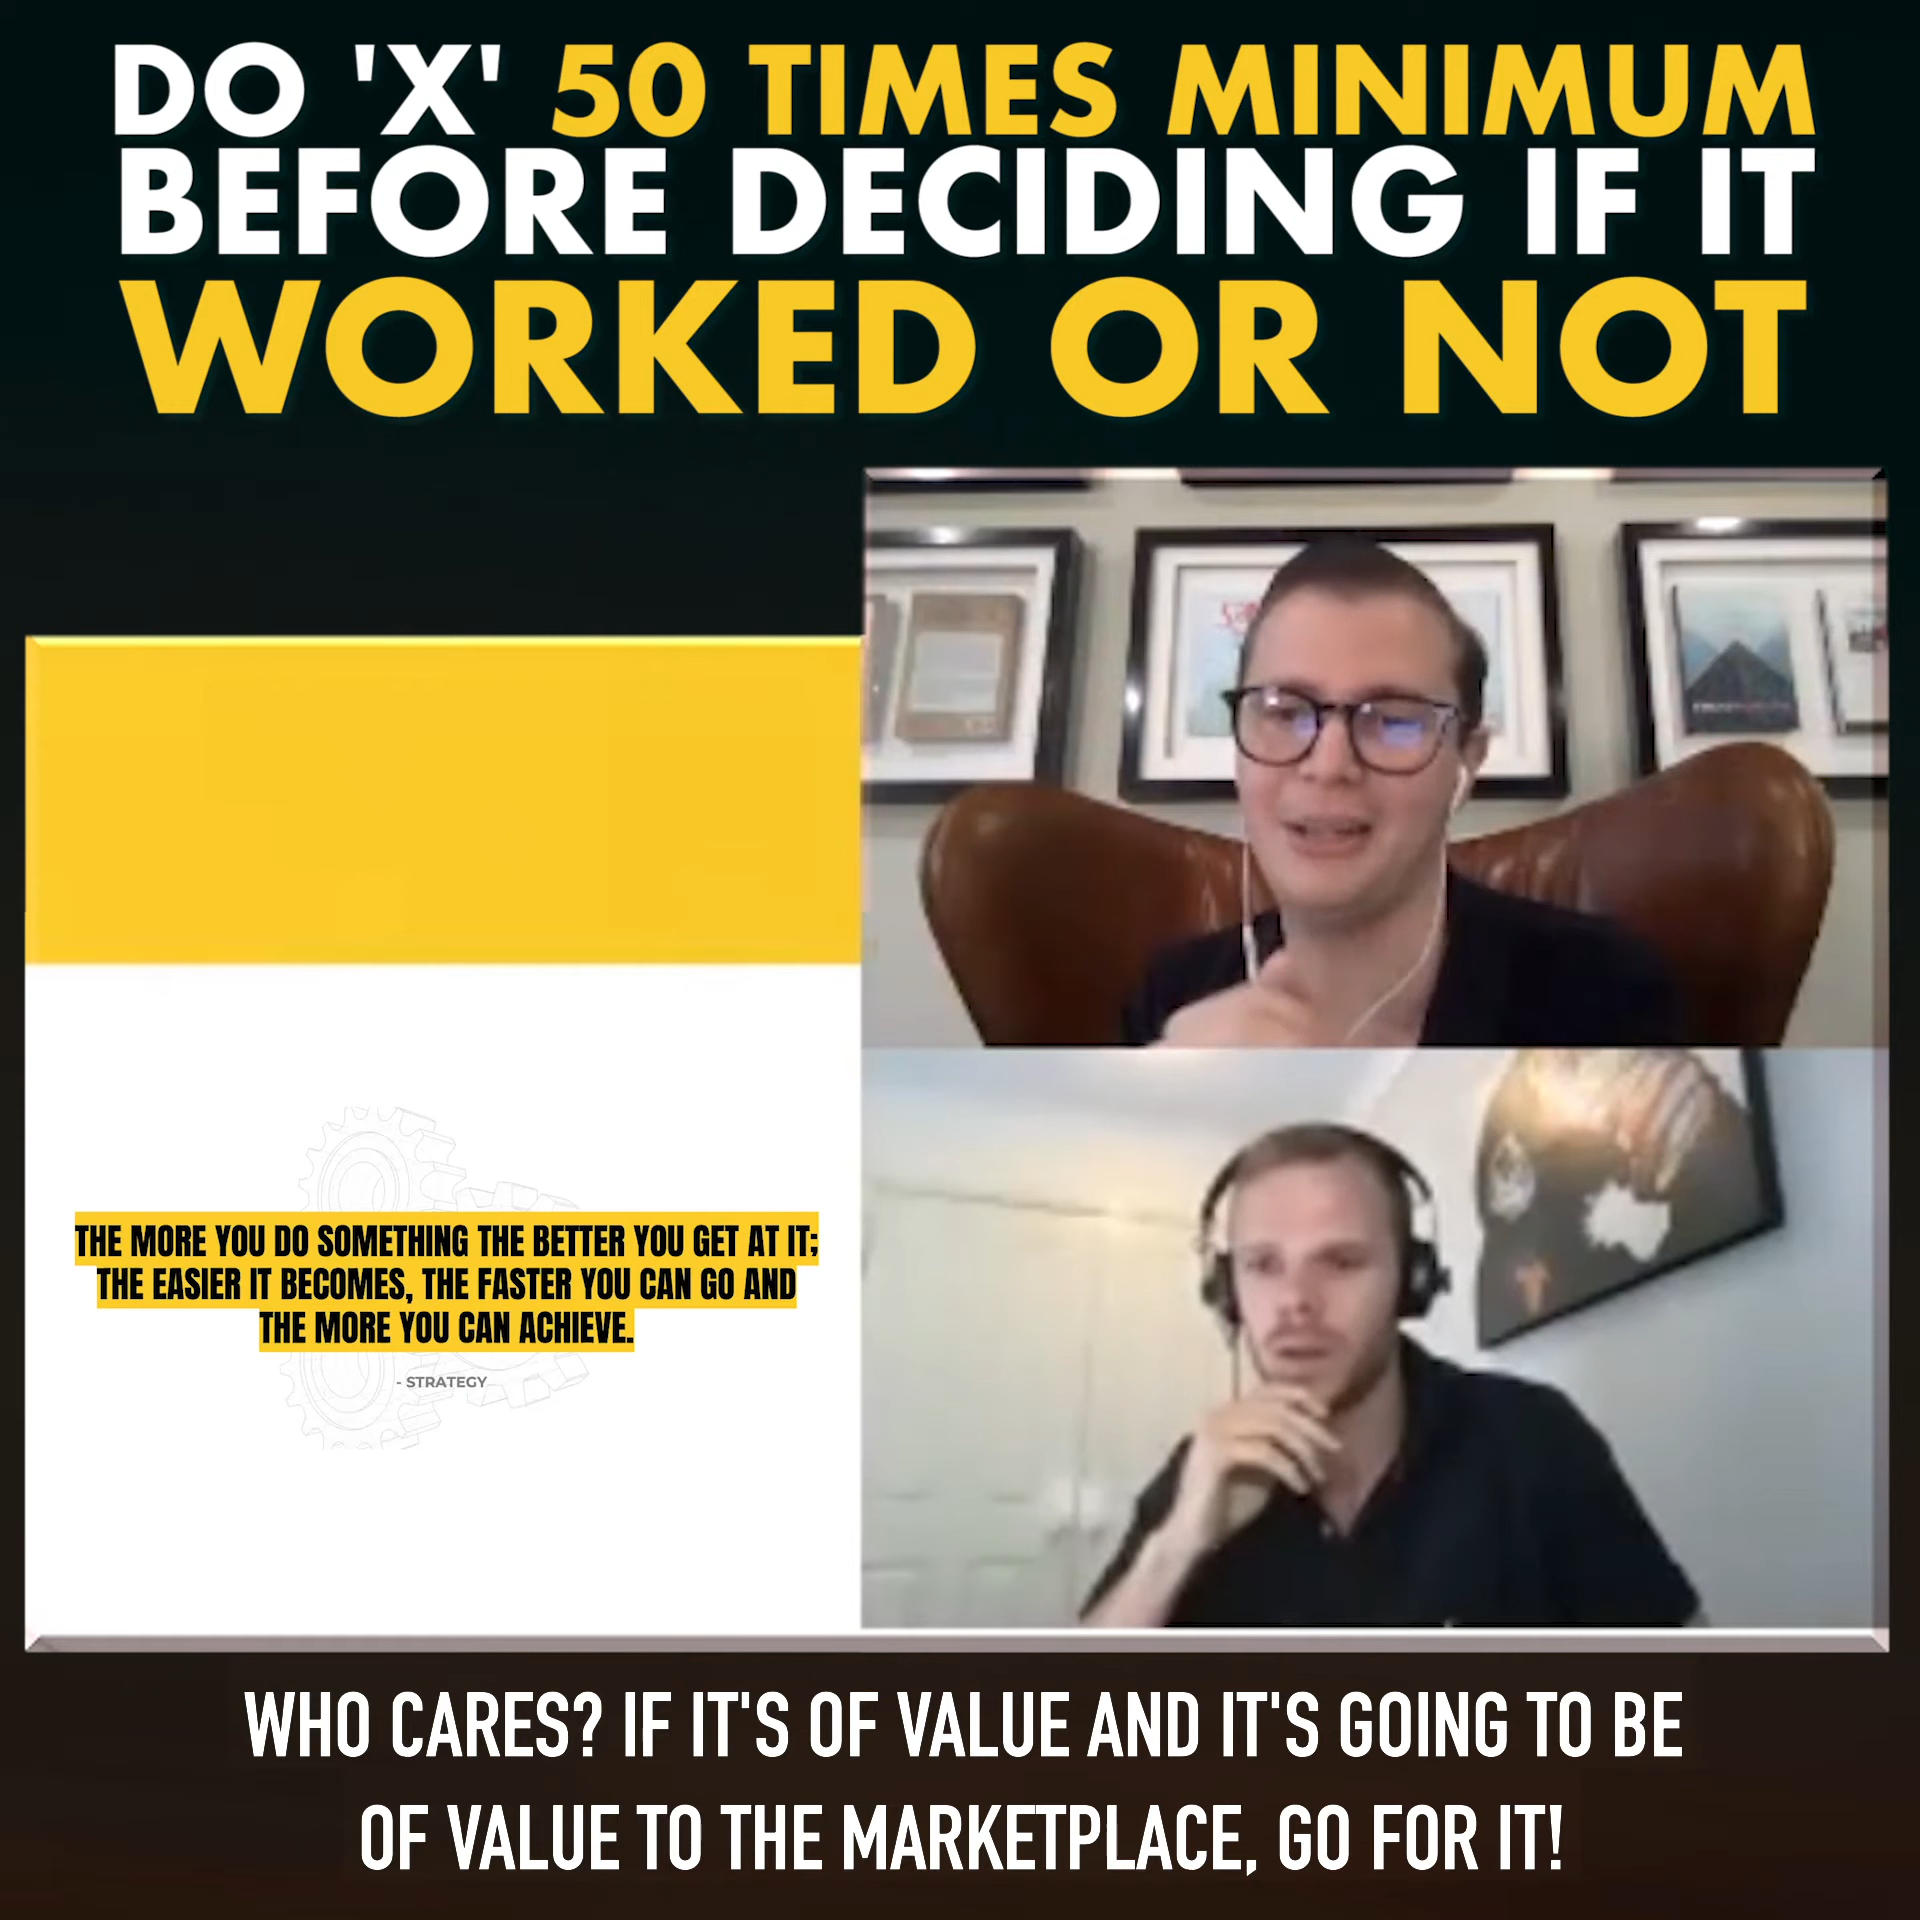 DO 'X' 50 TIMES MINIMUM
BEFORE DECIDING IF IT
WORKED OR NOT
THE MORE YOU DO SOMETHING THE BETTER YOU GET AT IT;
THE EASIER IT BECOMES, THE FASTER YOU CAN GO AND
THE MORE YOU CAN ACHIEVE.
- STRATEGY
WHO CARES? IF IT'S OF VALUE AND IT'S GOING TO BE
OF VALUE TO THE MARKETPLACE, GO FOR IT!